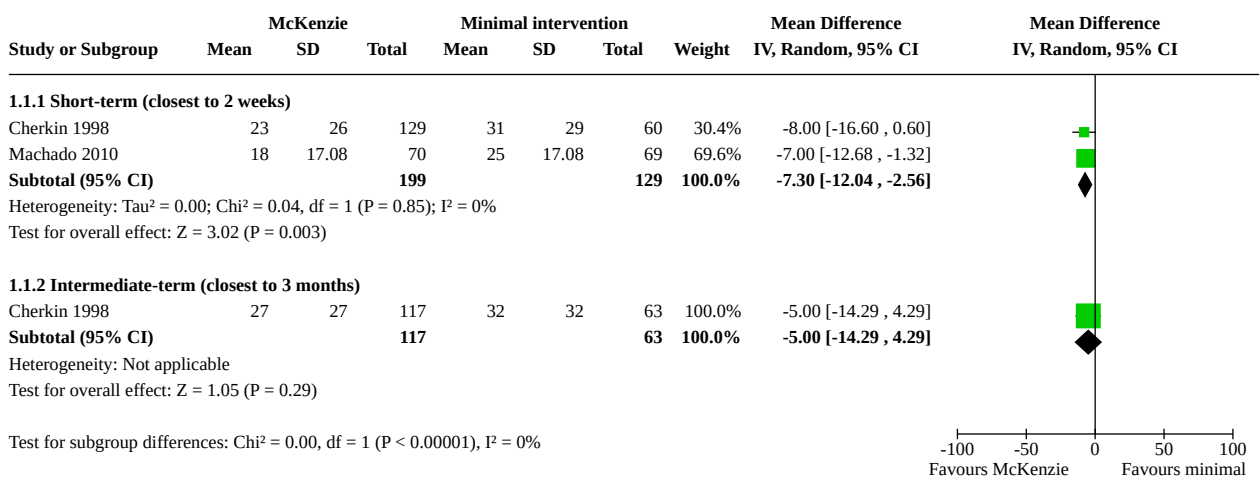 McKenzie Minimal intervention Mean Difference Mean Difference
Study or Subgroup Mean SD Total Mean SD Total Weight IV, Random, 95% CI IV, Random, 95% CI
1.1.1 Short-term (closest to 2 weeks)
Cherkin 1998 23 26 129 31 29 60 30.4% -8.00 [-16.60 , 0.60]
Machado 2010 18 17.08 70 25 17.08 69 69.6% -7.00 [-12.68 , -1.32]
Subtotal (95% CI) 199 129 100.0% -7.30 [-12.04 , -2.56]
Heterogeneity: Tau² = 0.00; Chi² = 0.04, df = 1 (P = 0.85); I² = 0%
Test for overall effect: Z = 3.02 (P = 0.003)
1.1.2 Intermediate-term (closest to 3 months)
Cherkin 1998 27 27 117 32 32 63 100.0% -5.00 [-14.29 , 4.29]
Subtotal (95% CI) 117 63 100.0% -5.00 [-14.29 , 4.29]
Heterogeneity: Not applicable
Test for overall effect: Z = 1.05 (P = 0.29)
Test for subgroup differences: Chi² = 0.00, df = 1 (P < 0.00001), I² = 0%
-100 -50 0 50 100
Favours McKenzie Favours minimal